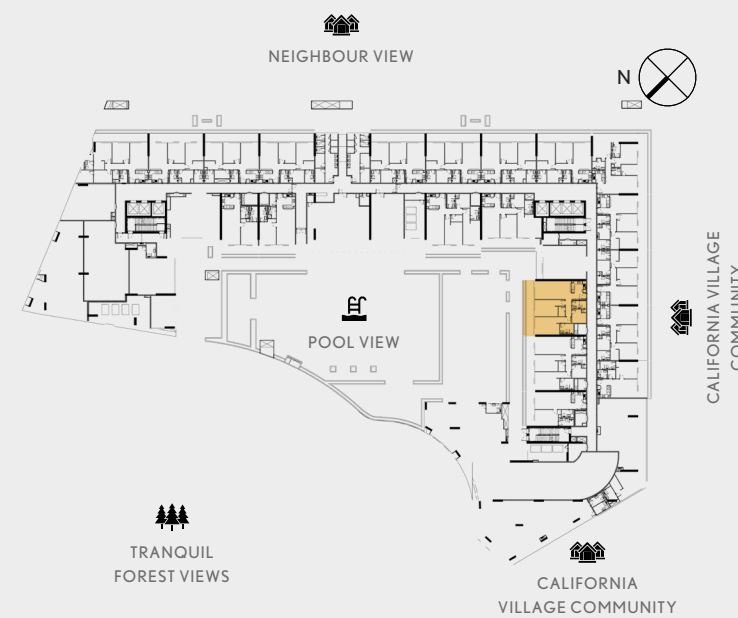 NEIGHBOUR VIEW
N
CALIFORNIA VILLAGE
COMMUNITY
POOL VIEW
TRANQUIL
FOREST VIEWS
CALIFORNIA
VILLAGE COMMUNITY